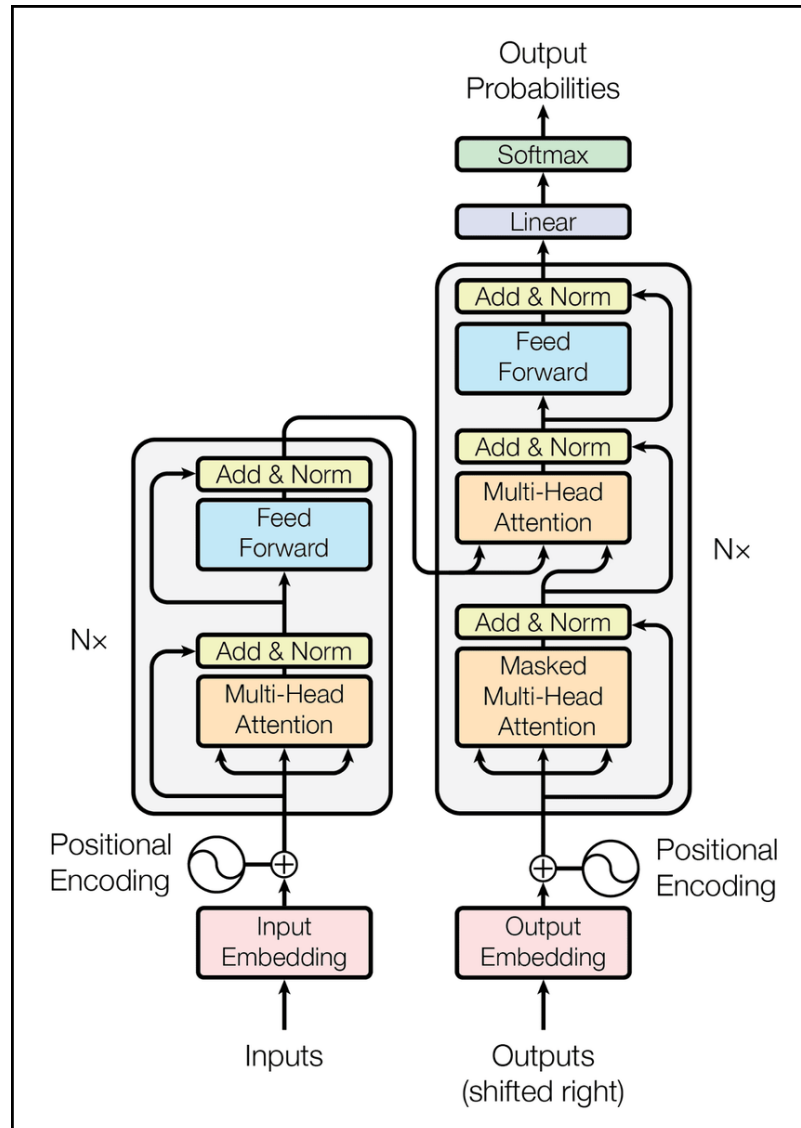 Output
Probabilities
Softmax
Linear
Add & Norm
Feed
Forward
Add & Norm
Multi-Head
Attention
Nx
Add & Norm
Masked
Multi-Head
Attention
Add & Norm
Feed
Forward
Nx
Add & Norm
Multi-Head
Attention
Positional
Encoding
Positional
Encoding
Input
Embedding
Output
Embedding
Inputs
Outputs
(shifted right)